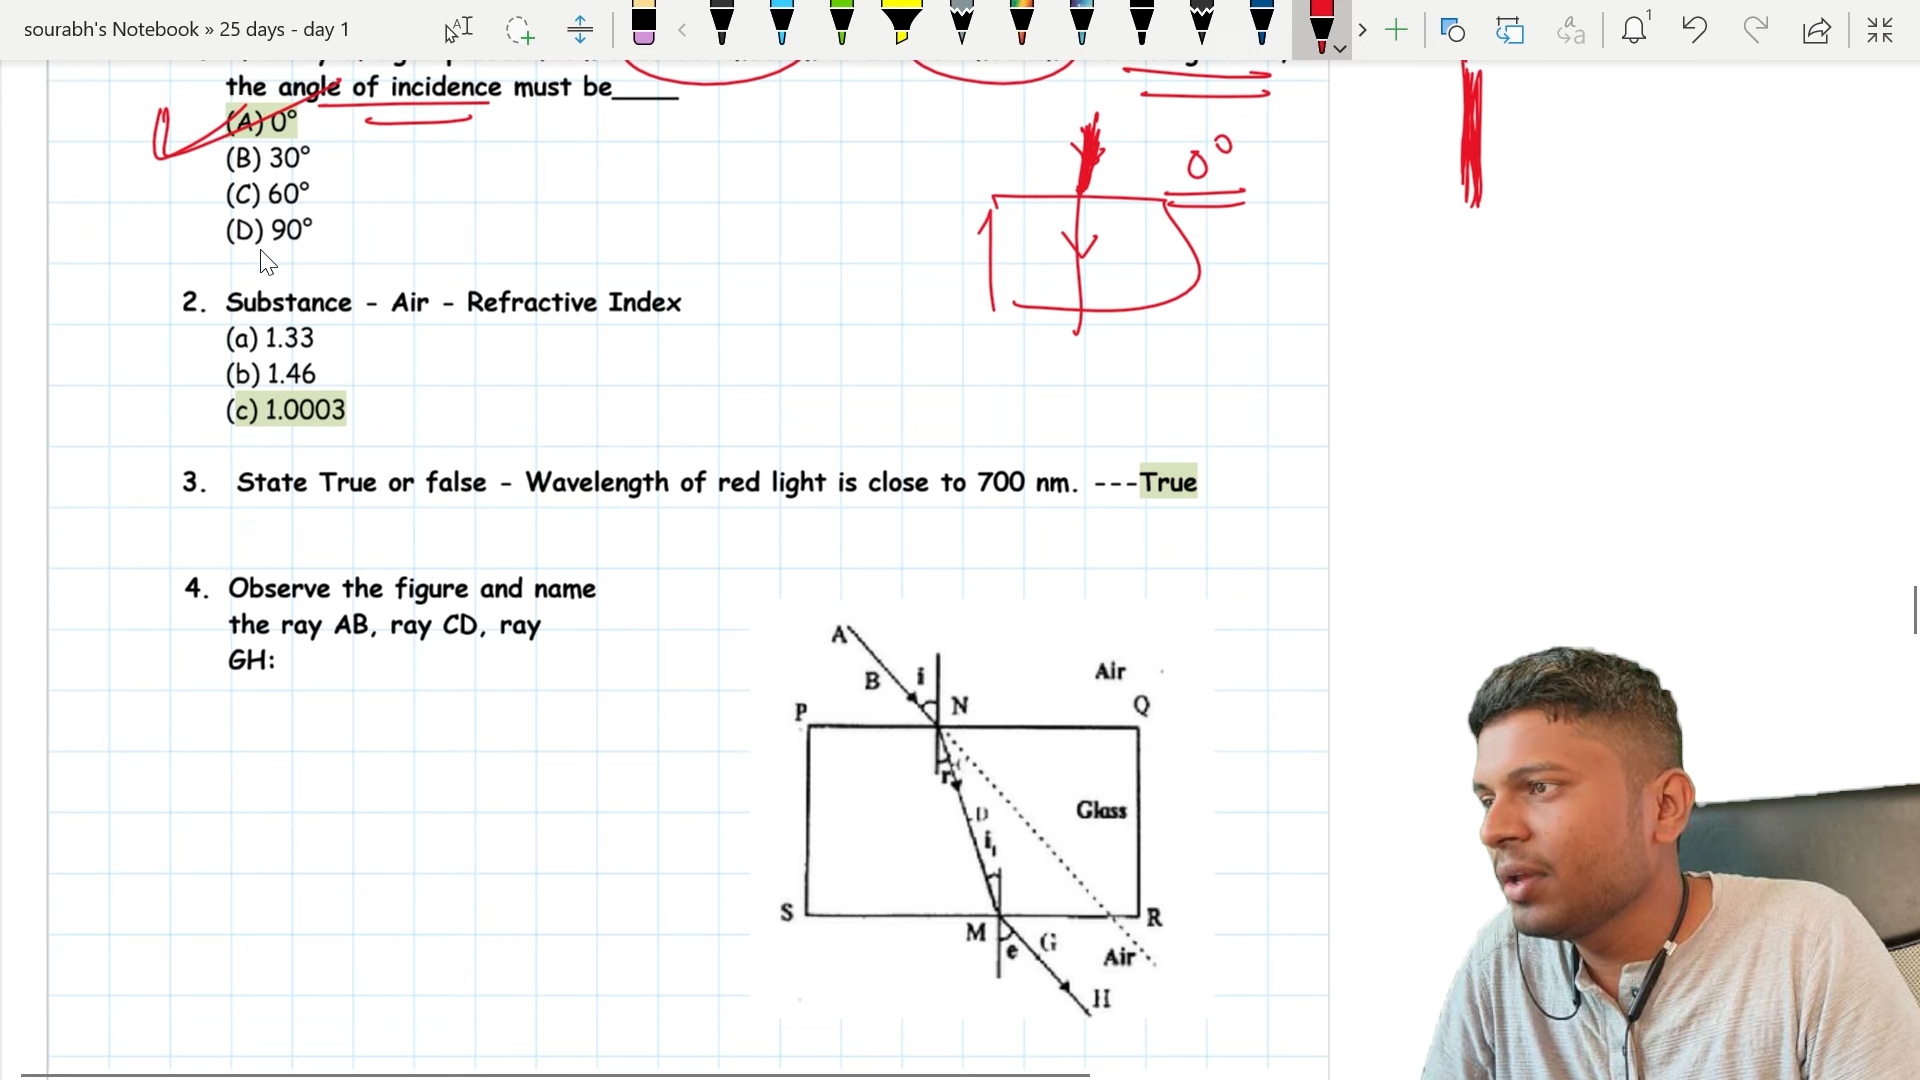 sourabh's Notebook » 25 days - day 1
the angle of incidence must be____
(A) 0°
(B) 30°
(C) 60°
(D) 90°
0°
2. Substance - Air - Refractive Index
(a) 1.33
(b) 1.46
(c) 1.0003
3. State True or false - Wavelength of red light is close to 700 nm. ---True
4. Observe the figure and name
the ray AB, ray CD, ray
GH:
A
B
i
N
Air
P
Q
r
C
D
Glass
i₁
S
M
R
e
G
Air
H